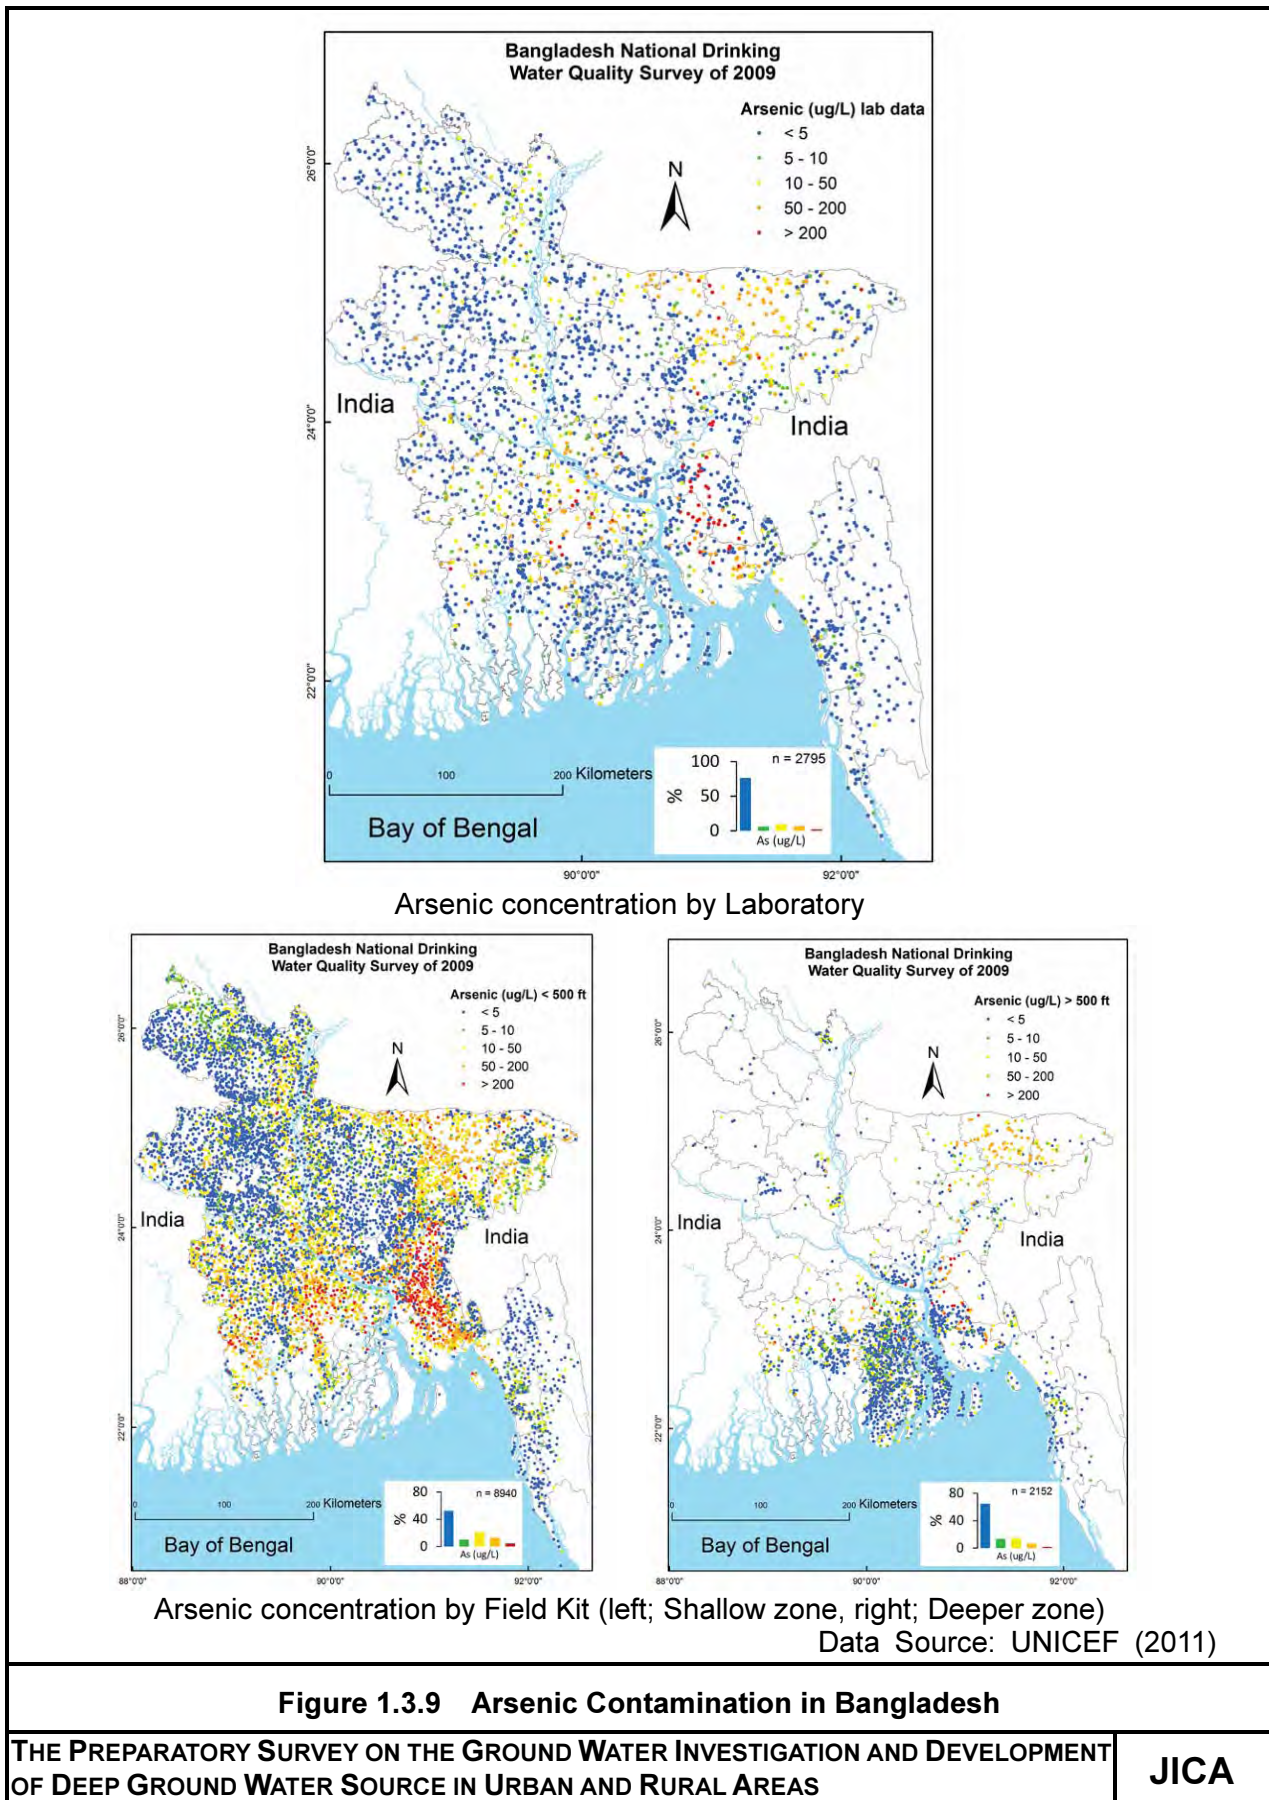 Bangladesh National Drinking
Water Quality Survey of 2009
Arsenic (ug/L) lab data
< 5
5 - 10
10 - 50
50 - 200
> 200
N
26°0'0"
24°0'0"
22°0'0"
India
India
0 100 200 Kilometers
Bay of Bengal
100
50
0
%
n = 2795
As (ug/L)
90°0'0" 92°0'0"
Arsenic concentration by Laboratory
Bangladesh National Drinking
Water Quality Survey of 2009
Arsenic (ug/L) < 500 ft
< 5
5 - 10
10 - 50
50 - 200
> 200
N
26°0'0"
24°0'0"
22°0'0"
India
India
0 100 200 Kilometers
Bay of Bengal
80
40
0
%
n = 8940
As (ug/L)
88°0'0" 90°0'0" 92°0'0"
Bangladesh National Drinking
Water Quality Survey of 2009
Arsenic (ug/L) > 500 ft
< 5
5 - 10
10 - 50
50 - 200
> 200
N
26°0'0"
24°0'0"
22°0'0"
India
India
0 100 200 Kilometers
Bay of Bengal
80
40
0
%
n = 2152
As (ug/L)
88°0'0" 90°0'0" 92°0'0"
Arsenic concentration by Field Kit (left; Shallow zone, right; Deeper zone)
Data Source: UNICEF (2011)
Figure 1.3.9 Arsenic Contamination in Bangladesh
THE PREPARATORY SURVEY ON THE GROUND WATER INVESTIGATION AND DEVELOPMENT
OF DEEP GROUND WATER SOURCE IN URBAN AND RURAL AREAS
JICA